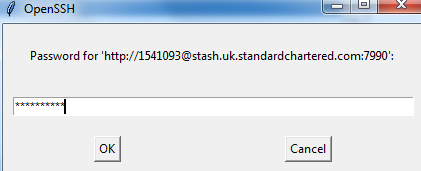 OpenSSH
Password for 'http://1541093@stash.uk.standardchartered.com:7990':
**********
OK Cancel